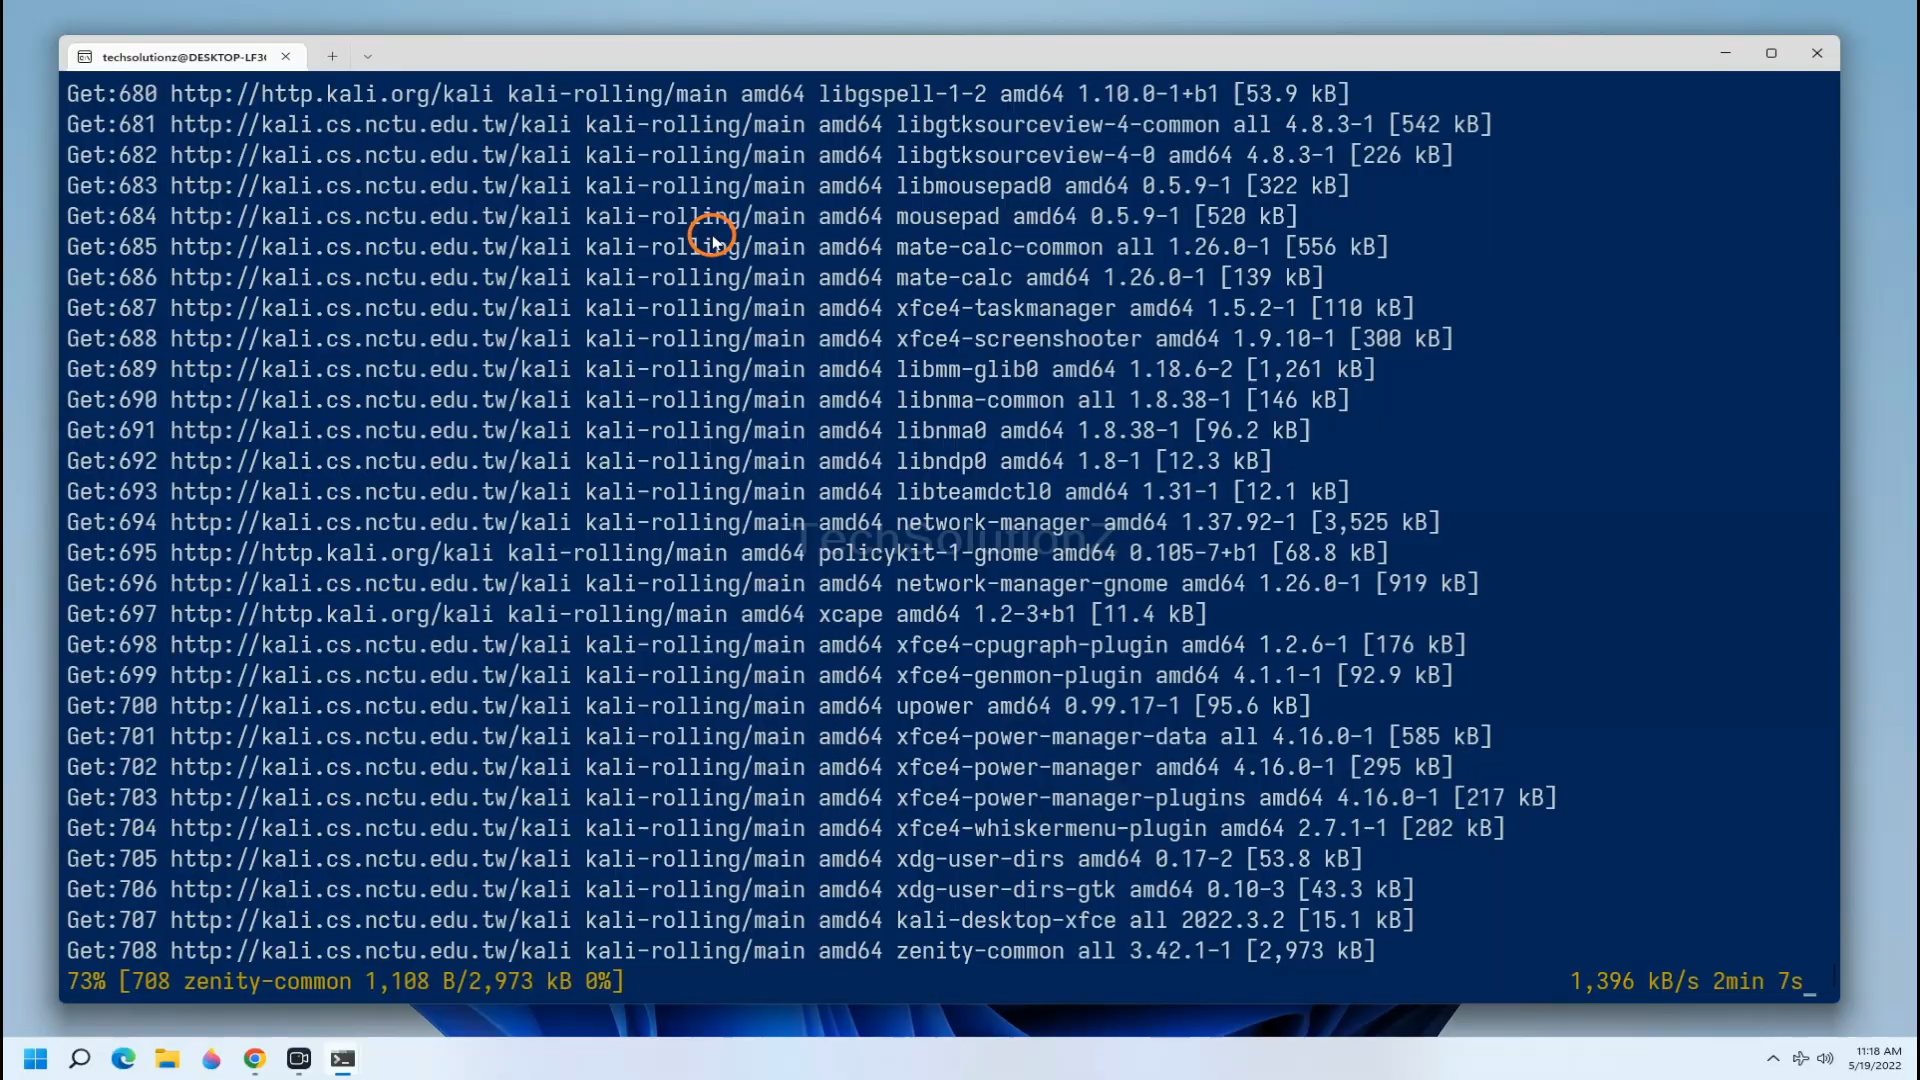 techsolutionz@DESKTOP-LF3
Get:680 http://http.kali.org/kali kali-rolling/main amd64 libgspell-1-2 amd64 1.10.0-1+b1 [53.9 kB]
Get:681 http://kali.cs.nctu.edu.tw/kali kali-rolling/main amd64 libgtksourceview-4-common all 4.8.3-1 [542 kB]
Get:682 http://kali.cs.nctu.edu.tw/kali kali-rolling/main amd64 libgtksourceview-4-0 amd64 4.8.3-1 [226 kB]
Get:683 http://kali.cs.nctu.edu.tw/kali kali-rolling/main amd64 libmousepad0 amd64 0.5.9-1 [322 kB]
Get:684 http://kali.cs.nctu.edu.tw/kali kali-rolling/main amd64 mousepad amd64 0.5.9-1 [520 kB]
Get:685 http://kali.cs.nctu.edu.tw/kali kali-rolling/main amd64 mate-calc-common all 1.26.0-1 [556 kB]
Get:686 http://kali.cs.nctu.edu.tw/kali kali-rolling/main amd64 mate-calc amd64 1.26.0-1 [139 kB]
Get:687 http://kali.cs.nctu.edu.tw/kali kali-rolling/main amd64 xfce4-taskmanager amd64 1.5.2-1 [110 kB]
Get:688 http://kali.cs.nctu.edu.tw/kali kali-rolling/main amd64 xfce4-screenshooter amd64 1.9.10-1 [300 kB]
Get:689 http://kali.cs.nctu.edu.tw/kali kali-rolling/main amd64 libmm-glib0 amd64 1.18.6-2 [1,261 kB]
Get:690 http://kali.cs.nctu.edu.tw/kali kali-rolling/main amd64 libnma-common all 1.8.38-1 [146 kB]
Get:691 http://kali.cs.nctu.edu.tw/kali kali-rolling/main amd64 libnma0 amd64 1.8.38-1 [96.2 kB]
Get:692 http://kali.cs.nctu.edu.tw/kali kali-rolling/main amd64 libndp0 amd64 1.8-1 [12.3 kB]
Get:693 http://kali.cs.nctu.edu.tw/kali kali-rolling/main amd64 libteamdctl0 amd64 1.31-1 [12.1 kB]
Get:694 http://kali.cs.nctu.edu.tw/kali kali-rolling/main amd64 network-manager amd64 1.37.92-1 [3,525 kB]
TechSolutionZ
Get:695 http://http.kali.org/kali kali-rolling/main amd64 policykit-1-gnome amd64 0.105-7+b1 [68.8 kB]
Get:696 http://kali.cs.nctu.edu.tw/kali kali-rolling/main amd64 network-manager-gnome amd64 1.26.0-1 [919 kB]
Get:697 http://http.kali.org/kali kali-rolling/main amd64 xcape amd64 1.2-3+b1 [11.4 kB]
Get:698 http://kali.cs.nctu.edu.tw/kali kali-rolling/main amd64 xfce4-cpugraph-plugin amd64 1.2.6-1 [176 kB]
Get:699 http://kali.cs.nctu.edu.tw/kali kali-rolling/main amd64 xfce4-genmon-plugin amd64 4.1.1-1 [92.9 kB]
Get:700 http://kali.cs.nctu.edu.tw/kali kali-rolling/main amd64 upower amd64 0.99.17-1 [95.6 kB]
Get:701 http://kali.cs.nctu.edu.tw/kali kali-rolling/main amd64 xfce4-power-manager-data all 4.16.0-1 [585 kB]
Get:702 http://kali.cs.nctu.edu.tw/kali kali-rolling/main amd64 xfce4-power-manager amd64 4.16.0-1 [295 kB]
Get:703 http://kali.cs.nctu.edu.tw/kali kali-rolling/main amd64 xfce4-power-manager-plugins amd64 4.16.0-1 [217 kB]
Get:704 http://kali.cs.nctu.edu.tw/kali kali-rolling/main amd64 xfce4-whiskermenu-plugin amd64 2.7.1-1 [202 kB]
Get:705 http://kali.cs.nctu.edu.tw/kali kali-rolling/main amd64 xdg-user-dirs amd64 0.17-2 [53.8 kB]
Get:706 http://kali.cs.nctu.edu.tw/kali kali-rolling/main amd64 xdg-user-dirs-gtk amd64 0.10-3 [43.3 kB]
Get:707 http://kali.cs.nctu.edu.tw/kali kali-rolling/main amd64 kali-desktop-xfce all 2022.3.2 [15.1 kB]
Get:708 http://kali.cs.nctu.edu.tw/kali kali-rolling/main amd64 zenity-common all 3.42.1-1 [2,973 kB]
73% [708 zenity-common 1,108 B/2,973 kB 0%] 1,396 kB/s 2min 7s_
11:18 AM
5/19/2022